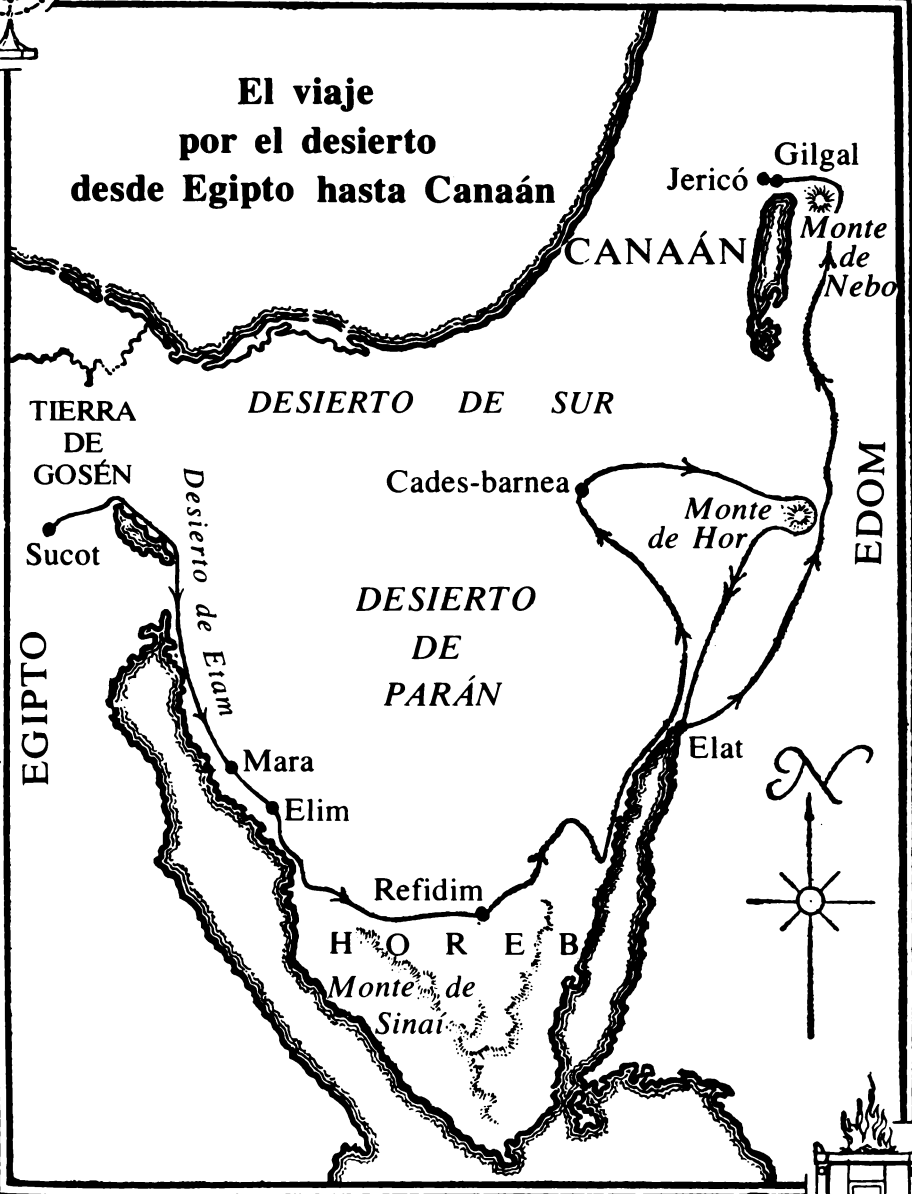 El viaje
por el desierto
desde Egipto hasta Canaán
Gilgal
Jericó
CANAÁN
Monte
de
Nebo
DESIERTO DE SUR
TIERRA
DE
GOSÉN
Sucot
Desierto de Etam
Cades-barnea
Monte
de Hor
EDOM
DESIERTO
DE
PARÁN
EGIPTO
Mara
Elim
Elat
N
Refidim
HOREB
Monte de
Sinaí